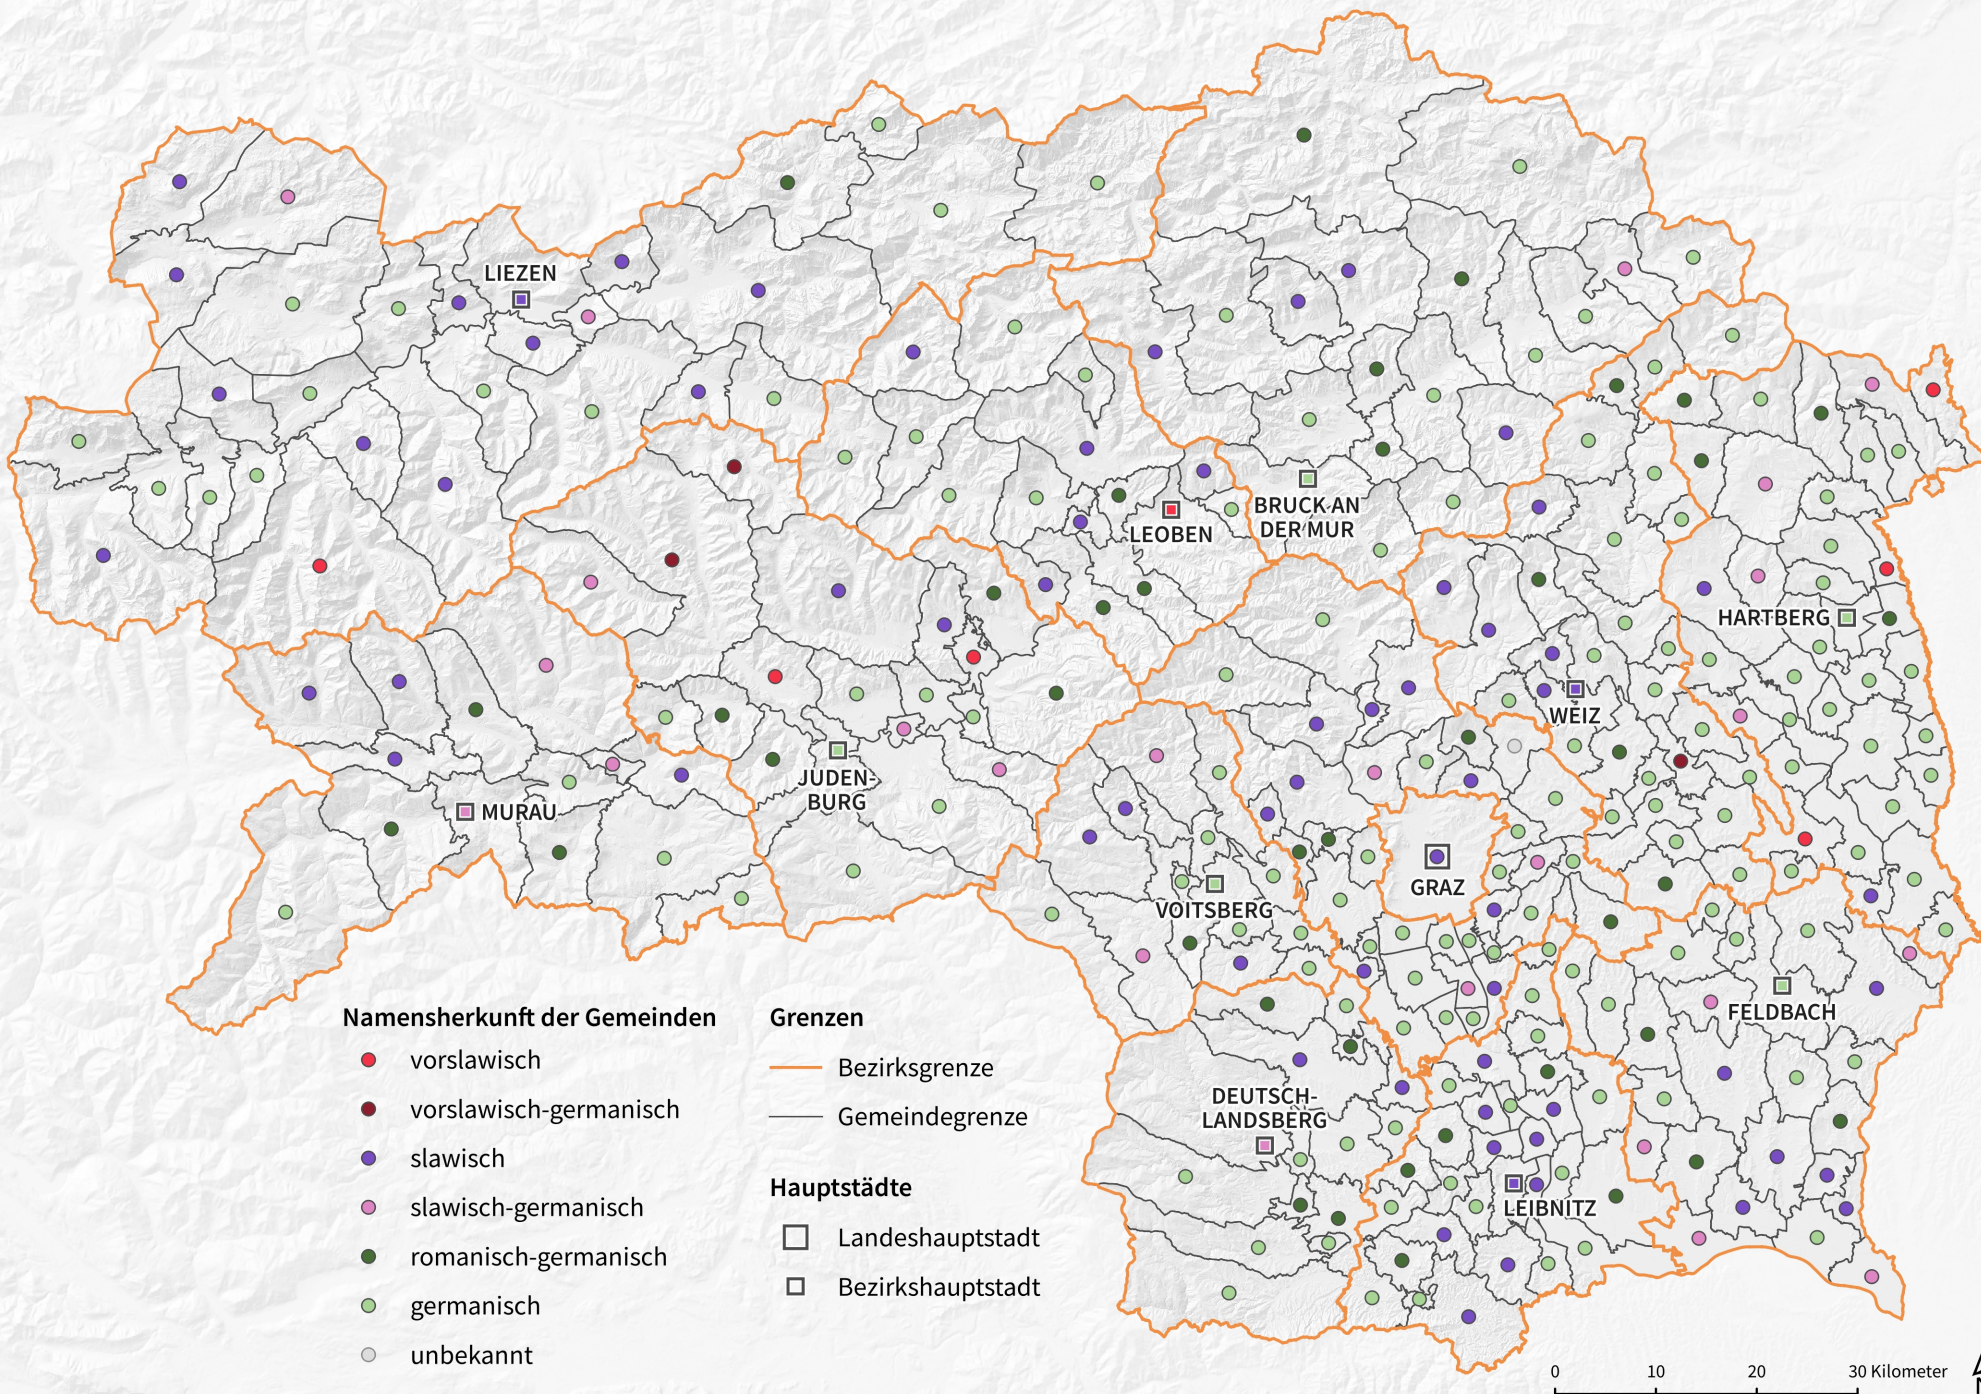 LIEZEN
LEOBEN
BRUCK AN
DER MUR
HARTBERG
WEIZ
JUDEN-
BURG
MURAU
GRAZ
VOITSBERG
FELDBACH
DEUTSCH-
LANDSBERG
LEIBNITZ
Namensherkunft der Gemeinden
vorslawisch
vorslawisch-germanisch
slawisch
slawisch-germanisch
romanisch-germanisch
germanisch
unbekannt
Grenzen
Bezirksgrenze
Gemeindegrenze
Hauptstädte
Landeshauptstadt
Bezirkshauptstadt
0 10 20 30 Kilometer